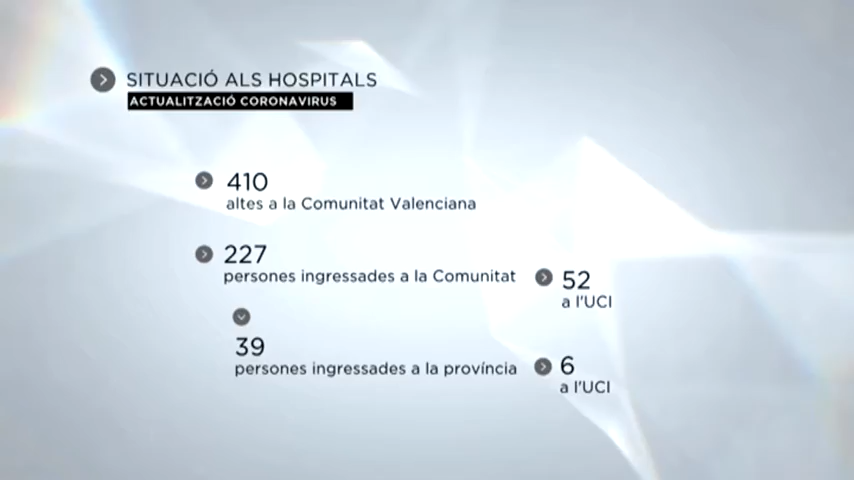 SITUACIÓ ALS HOSPITALS
ACTUALITZACIÓ CORONAVIRUS
410
altes a la Comunitat Valenciana
227
persones ingressades a la Comunitat
52
a l'UCI
39
persones ingressades a la província
6
a l'UCI